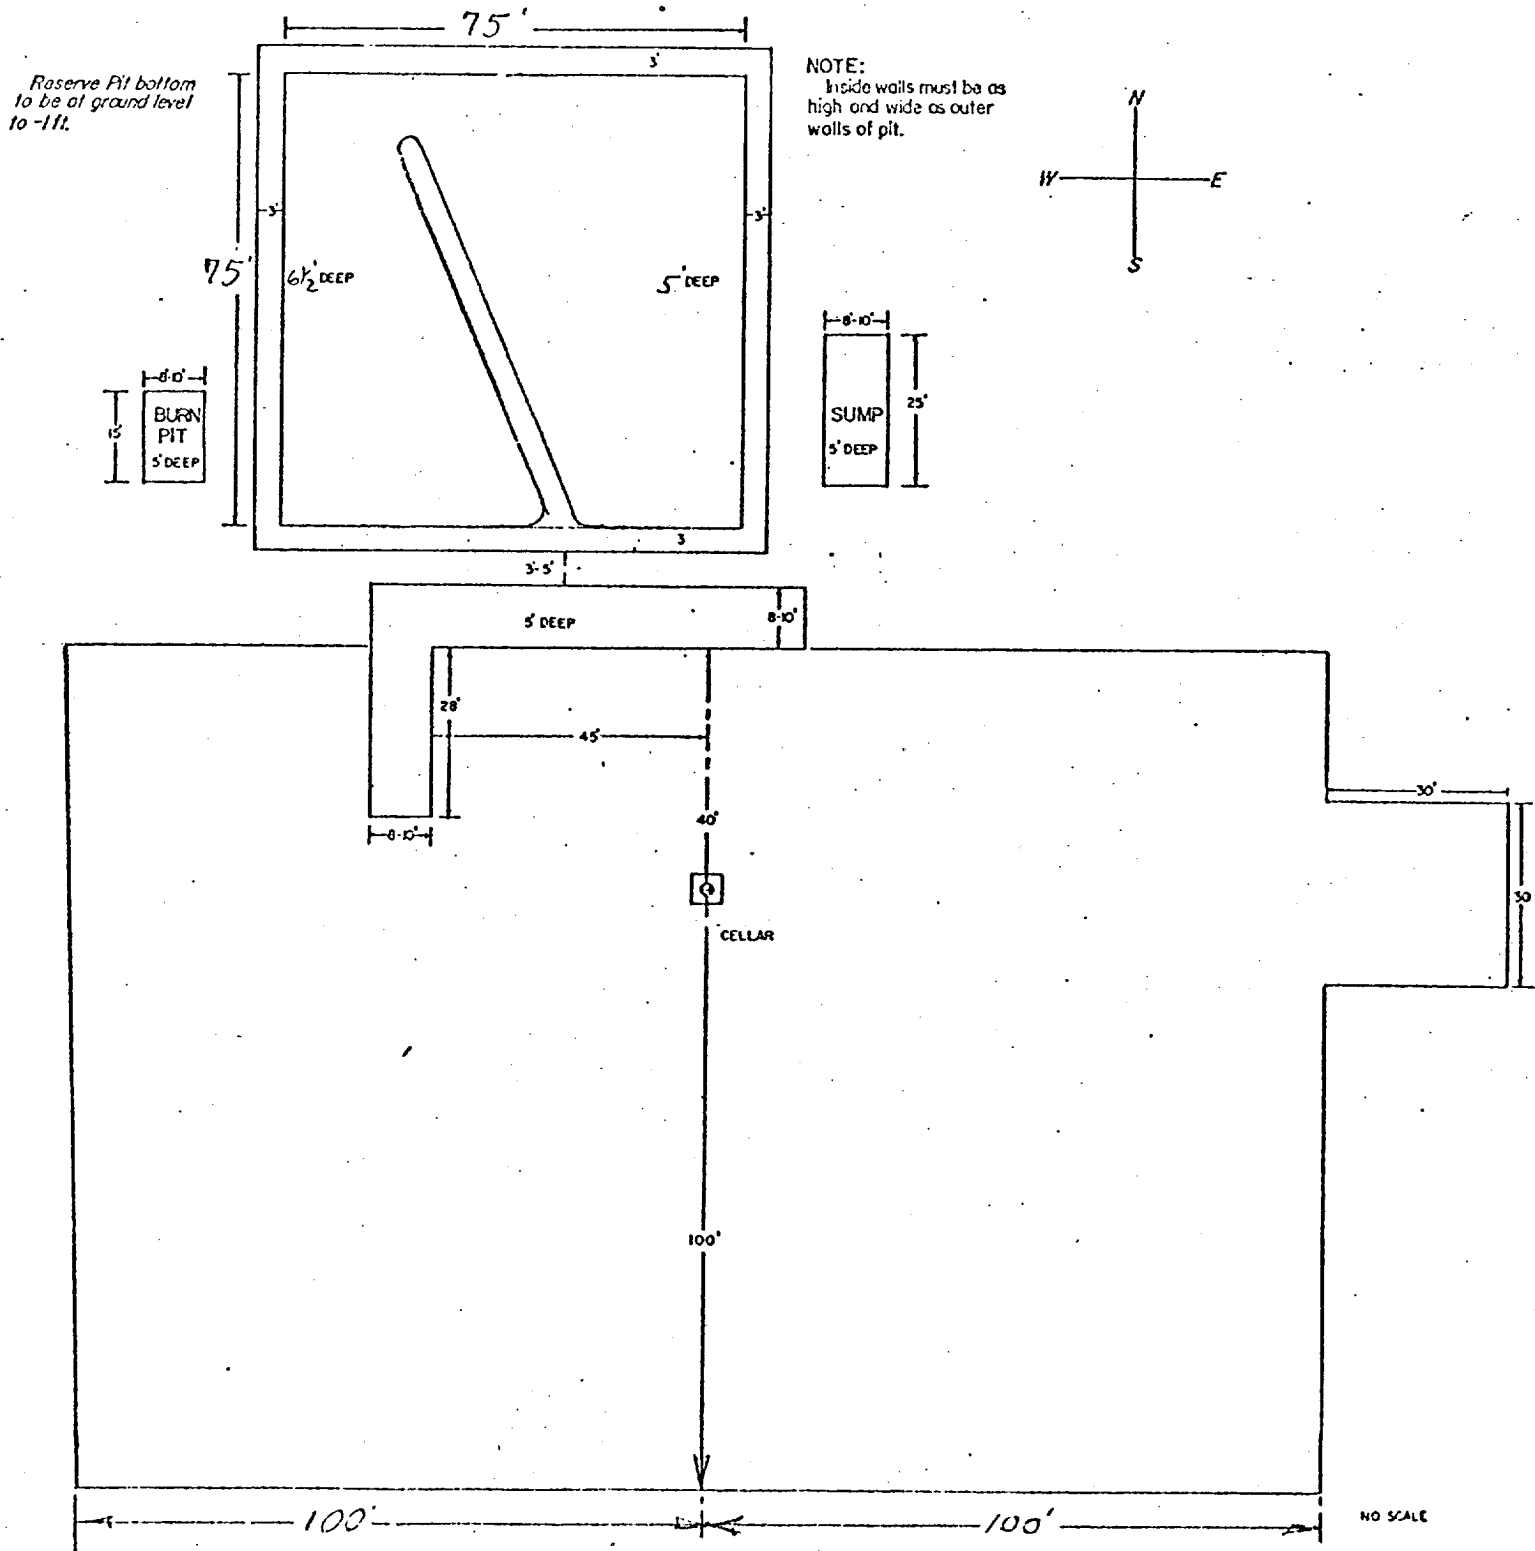 75'
3'
Reserve Pit bottom
to be at ground level
to -1 ft.
NOTE:
Inside walls must be as
high and wide as outer
walls of pit.
N
W
E
S
3'
3'
75'
6½' DEEP
5' DEEP
8'-10'
25'
SUMP
5' DEEP
8'-10'
15'
BURN
PIT
5' DEEP
3
3'-5'
5' DEEP
8-10'
28'
45'
8-10'
40'
30'
30
CELLAR
100'
100'
100'
NO SCALE